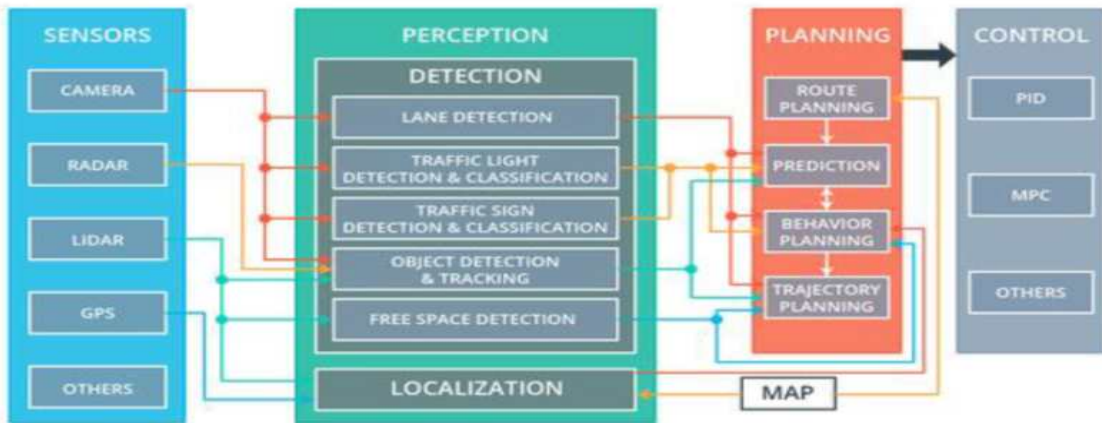 SENSORS
CAMERA
RADAR
LIDAR
GPS
OTHERS
PERCEPTION
DETECTION
LANE DETECTION
TRAFFIC LIGHT
DETECTION & CLASSIFICATION
TRAFFIC SIGN
DETECTION & CLASSIFICATION
OBJECT DETECTION
& TRACKING
FREE SPACE DETECTION
LOCALIZATION
PLANNING
ROUTE
PLANNING
PREDICTION
BEHAVIOR
PLANNING
TRAJECTORY
PLANNING
MAP
CONTROL
PID
MPC
OTHERS